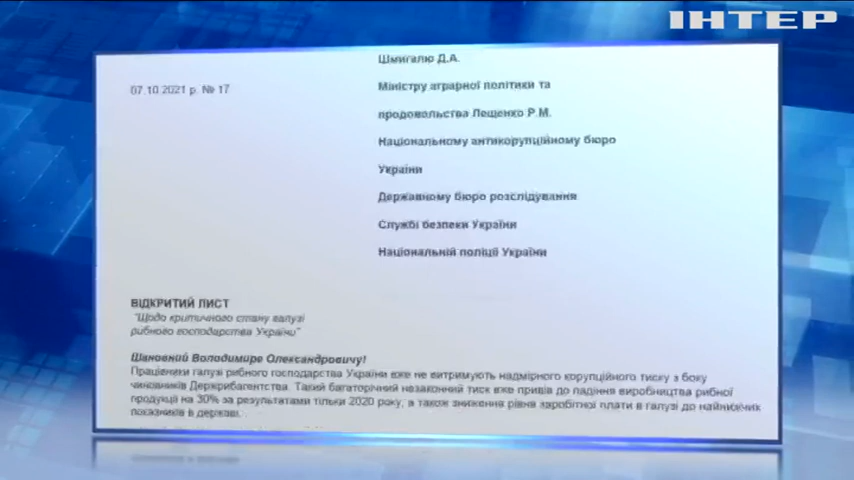 ІНТЕР
Шмигалю Д.А.
07.10.2021 р. № 17
Міністру аграрної політики та
продовольства Лещенко Р.М.
Національному антикорупційному бюро
України
Державному бюро розслідування
Службі безпеки України
Національній поліції України
ВІДКРИТИЙ ЛИСТ
"Щодо критичного стану галузі
рибного господарства України"
Шановний Володимире Олександровичу!
Працівники галузі рибного господарства України вже не витримують надмірного корупційного тиску з боку
чиновників Держрибагентства. Такий багаторічний незаконний тиск вже привів до падіння виробництва рибної
продукції на 30% за результатами тільки 2020 року, а також зниження рівня заробітної плати в галузі до найнижчих
показників в державі.